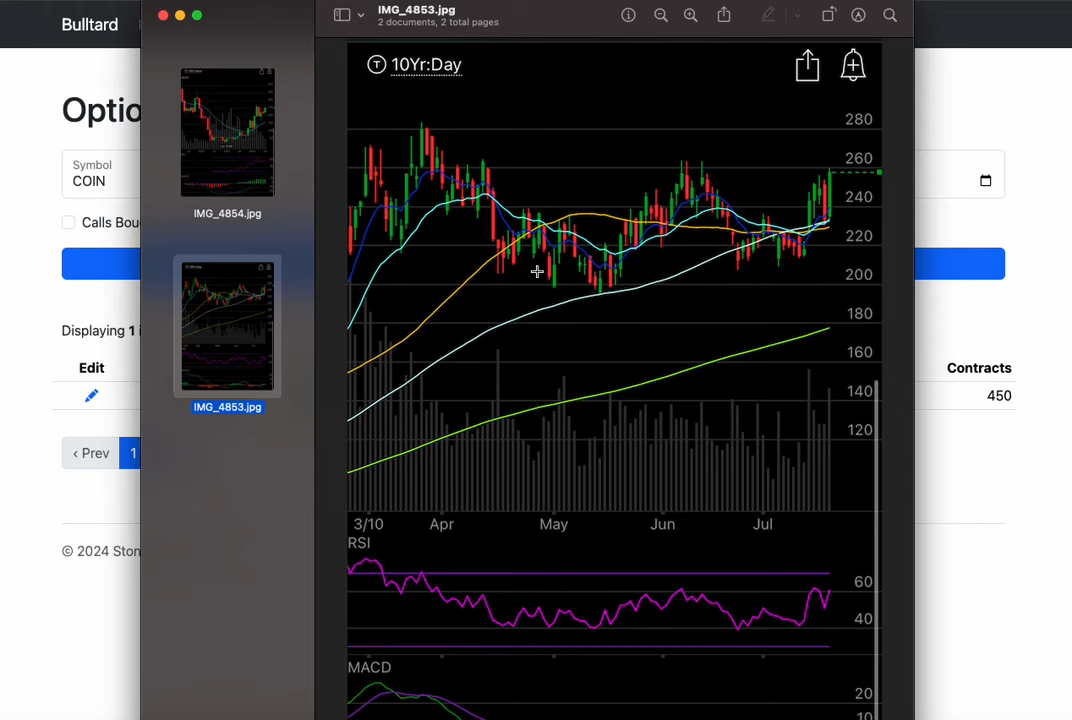 Bulltard
IMG_4853.jpg
2 documents, 2 total pages
T 10Yr:Day
Optio
Symbol
COIN
Calls Bou
Displaying 1 i
Edit
Contracts
450
‹ Prev
1
© 2024 Ston
IMG_4854.jpg
IMG_4853.jpg
280
260
240
220
200
180
160
140
120
3/10
Apr
May
Jun
Jul
RSI
60
40
MACD
20
10